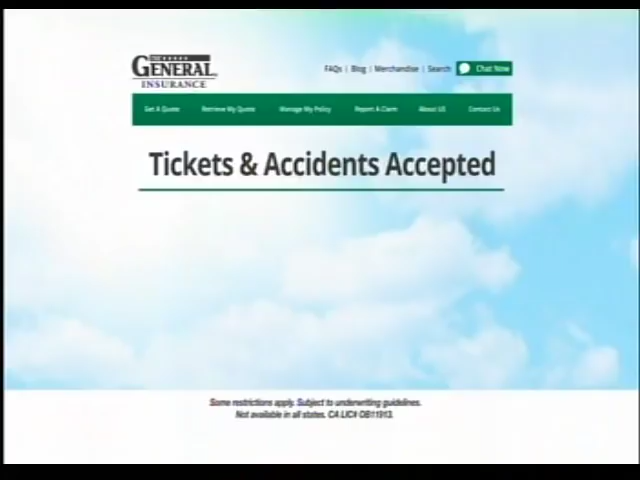 THE
GENERAL
INSURANCE
FAQs | Blog | Merchandise | Search
Chat Now
Get A Quote Retrieve My Quote Manage My Policy Report A Claim About US Contact Us
Tickets & Accidents Accepted
Some restrictions apply. Subject to underwriting guidelines.
Not available in all states. CA LIC# OB11913.